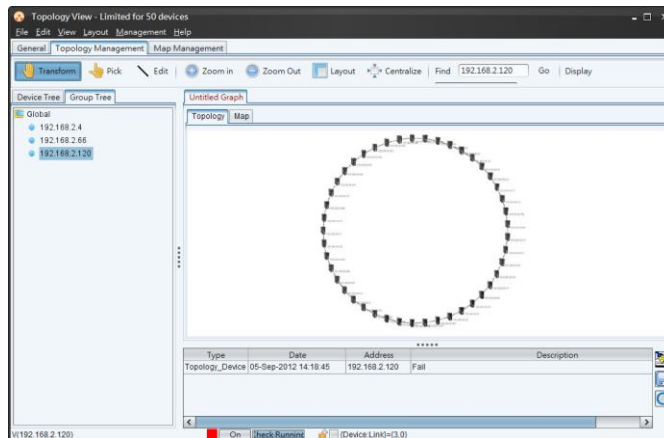 Topology View - Limited for 50 devices
File Edit View Layout Management Help
General Topology Management Map Management
Transform Pick Edit Zoom in Zoom Out Layout Centralize Find 192.168.2.120 Go Display
Device Tree Group Tree
Untitled Graph
Global
Topology Map
192.168.2.4
192.168.2.66
192.168.2.120
Type Date Address Description
Topology_Device 05-Sep-2012 14:18:45 192.168.2.120 Fail
V(192.168.2.120)
On Check Running (Device:Link)=(3,0)